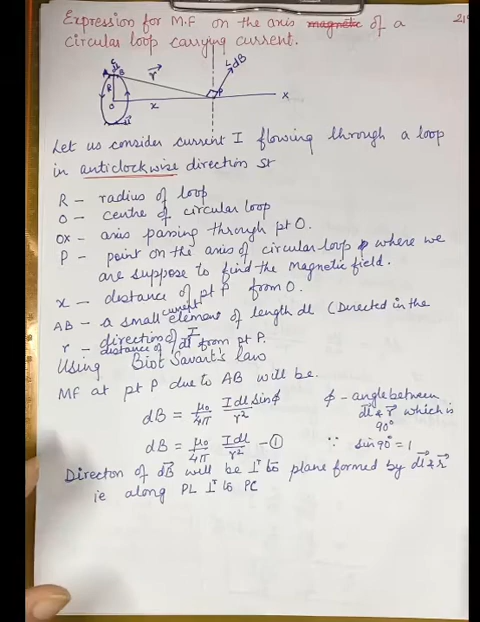 Expression for M.F on the axis magnetic of a
circular loop carrying current.
C
dl
A B
R
r
O
x
L dB
P
X
dl
Let us consider current I flowing through a loop
in anticlockwise direction st
R – radius of loop
O – centre of circular loop
OX – axis passing through pt O.
P – point on the axis of circular loop where we
are suppose to find the magnetic field.
x – distance of pt P from O.
AB – a small current element of length dl (Directed in the
direction of I
r – distance of dl from pt P.
Using Biot Savart's law
MF at pt P due to AB will be.
dB = μ₀/4π Idl sinϕ/r² ϕ – angle between
dl & r which is
90°
dB = μ₀/4π Idl/r² –① ∵ sin90° = 1
Directon of dB will be ⊥ʳ to plane formed by dl & r
ie along PL ⊥ʳ to PC